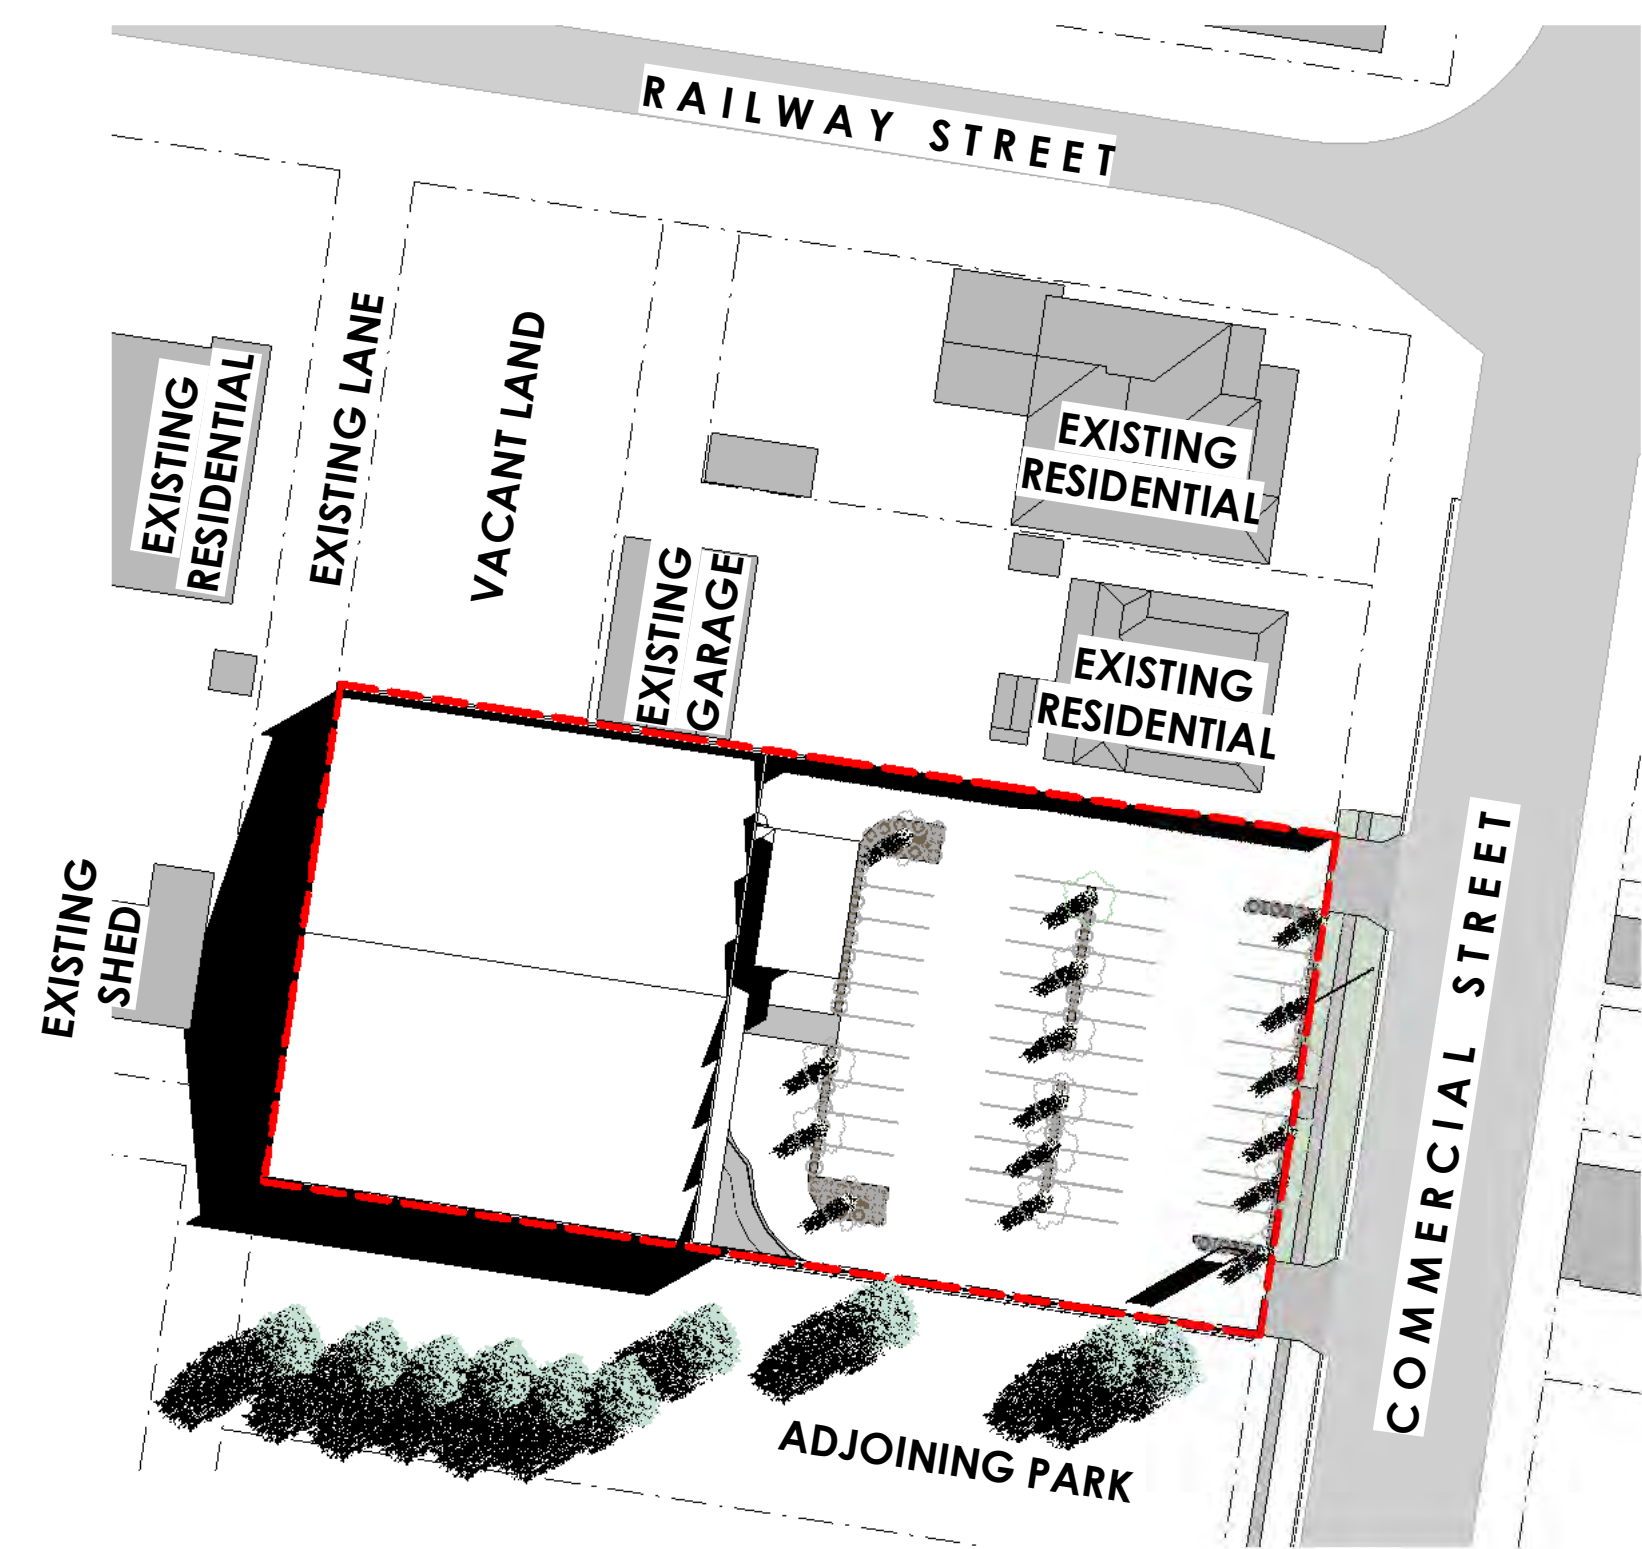 RAILWAY STREET
EXISTING
RESIDENTIAL
EXISTING LANE
VACANT LAND
EXISTING
RESIDENTIAL
EXISTING
GARAGE
EXISTING
RESIDENTIAL
EXISTING
SHED
COMMERCIAL STREET
ADJOINING PARK